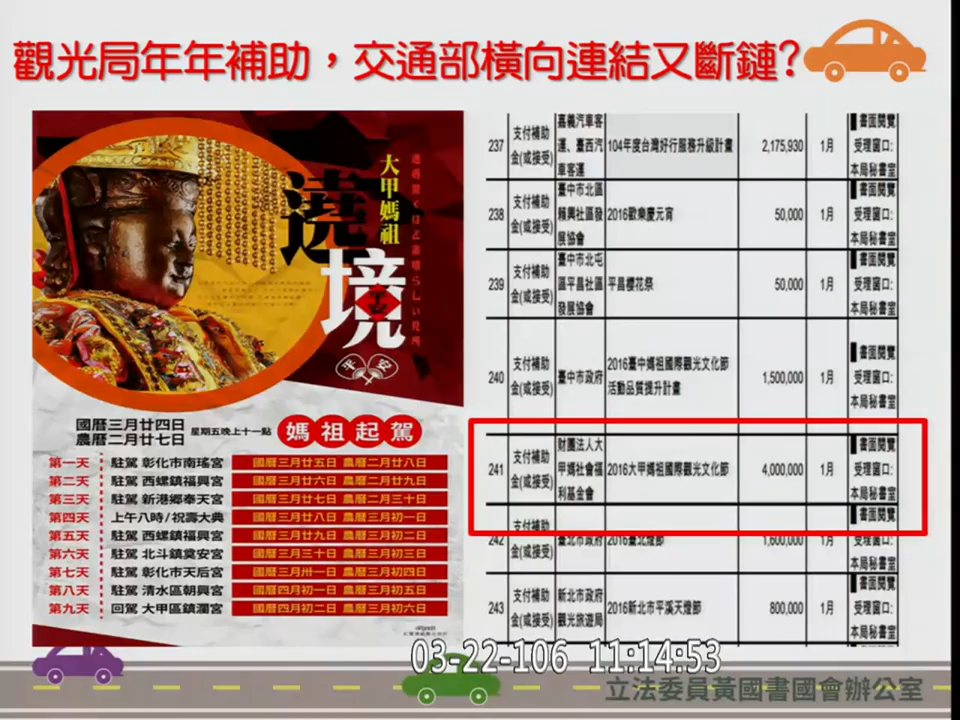 觀光局年年補助，交通部橫向連結又斷鏈?
大甲媽祖
遶境
平安
國曆三月廿四日
農曆二月廿七日
星期五晚上十一點
媽祖起駕
第一天 駐駕 彰化市南瑤宮 國曆三月廿五日 農曆二月廿八日
第二天 駐駕 西螺鎮福興宮 國曆三月廿六日 農曆二月廿九日
第三天 駐駕 新港鄉奉天宮 國曆三月廿七日 農曆二月三十日
第四天 上午八時/祝壽大典 國曆三月廿八日 農曆三月初一日
第五天 駐駕 西螺鎮福興宮 國曆三月廿九日 農曆三月初二日
第六天 駐駕 北斗鎮奠安宮 國曆三月三十日 農曆三月初三日
第七天 駐駕 彰化市天后宮 國曆三月卅一日 農曆三月初四日
第八天 駐駕 清水區朝興宮 國曆四月初一日 農曆三月初五日
第九天 回駕 大甲區鎮瀾宮 國曆四月初二日 農曆三月初六日
237 支付補助金(或接受) 嘉義汽車客運、臺西汽車客運 104年度台灣好行服務升級計畫 2,175,930 1月 書面閱覽 受理窗口: 本局秘書室
238 支付補助金(或接受) 臺中市北區賴興社區發展協會 2016歡樂慶元宵 50,000 1月 書面閱覽 受理窗口: 本局秘書室
239 支付補助金(或接受) 臺中市北屯區平昌社區發展協會 平昌櫻花祭 50,000 1月 書面閱覽 受理窗口: 本局秘書室
240 支付補助金(或接受) 臺中市政府 2016臺中媽祖國際觀光文化節活動品質提升計畫 1,500,000 1月 書面閱覽 受理窗口: 本局秘書室
241 支付補助金(或接受) 財團法人大甲媽社會福利基金會 2016大甲媽祖國際觀光文化節 4,000,000 1月 書面閱覽 受理窗口: 本局秘書室
242 支付補助金(或接受) 臺北市政府 2016臺北燈節 1,600,000 1月 書面閱覽 受理窗口: 本局秘書室
243 支付補助金(或接受) 新北市政府觀光旅遊局 2016新北市平溪天燈節 800,000 1月 書面閱覽 受理窗口: 本局秘書室
03-22-106 11:14:53
立法委員黃國書國會辦公室